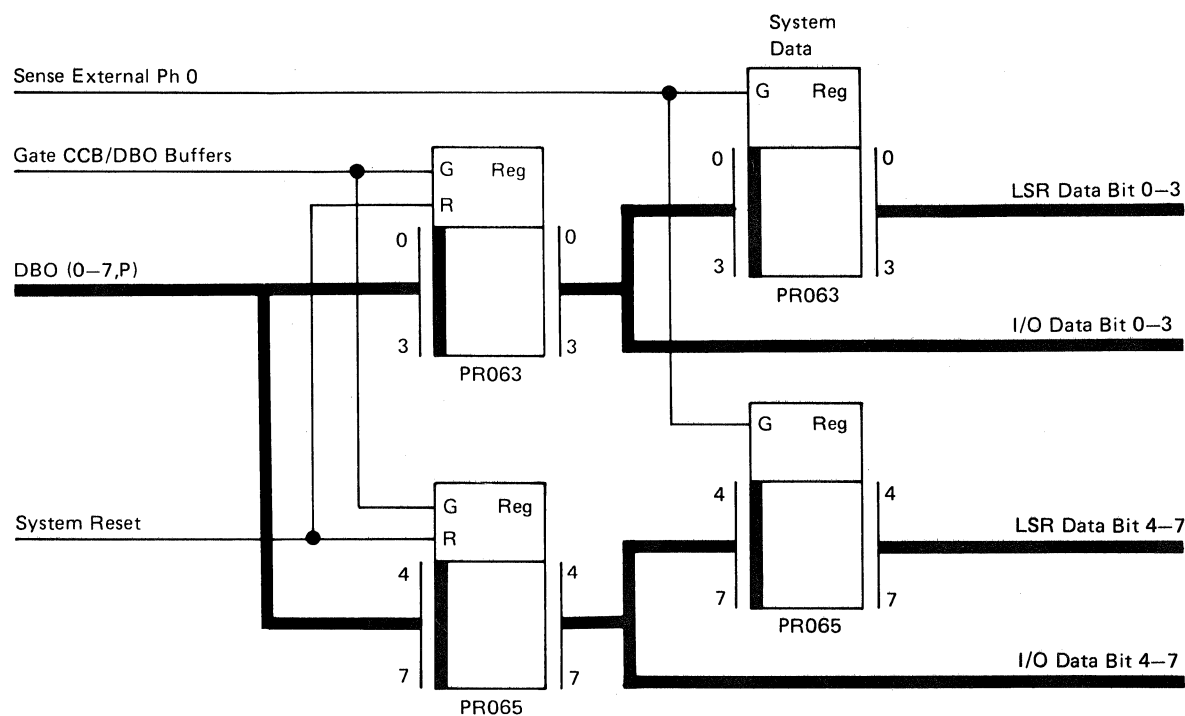 System
Data
Sense External Ph 0
G Reg
Gate CCB/DBO Buffers
G Reg
R
0 0
LSR Data Bit 0–3
0 0
DBO (0–7,P)
3 3
PR063
I/O Data Bit 0–3
3 3
PR063
G Reg
4 4
G Reg
System Reset
R
LSR Data Bit 4–7
4 4
7 7
PR065
I/O Data Bit 4–7
7 7
PR065